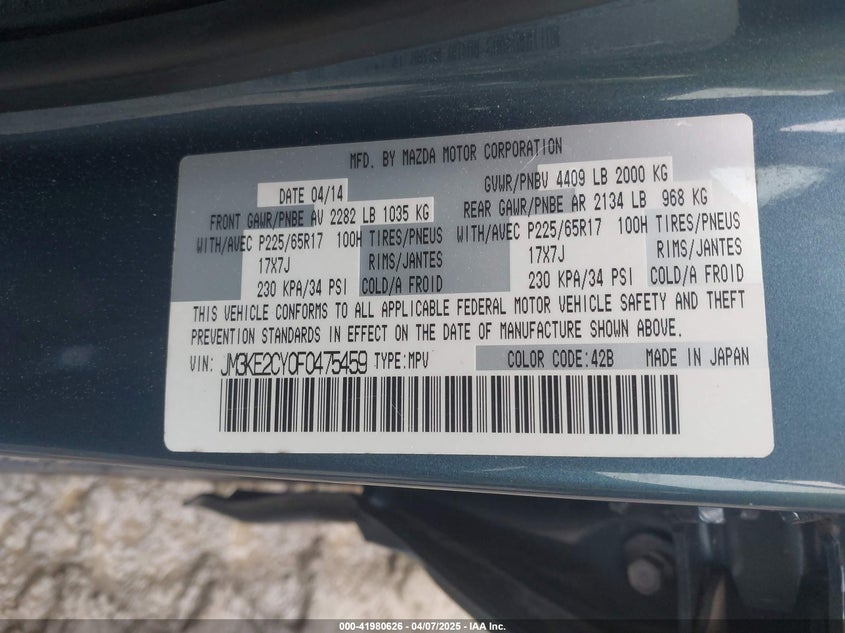 MFD. BY MAZDA MOTOR CORPORATION
DATE 04/14 GVWR/PNBV 4409 LB 2000 KG
FRONT GAWR/PNBE AV 2282 LB 1035 KG REAR GAWR/PNBE AR 2134 LB 968 KG
WITH/AVEC P225/65R17 100H TIRES/PNEUS WITH/AVEC P225/65R17 100H TIRES/PNEUS
17X7J RIMS/JANTES 17X7J RIMS/JANTES
230 KPA/34 PSI COLD/A FROID 230 KPA/34 PSI COLD/A FROID
THIS VEHICLE CONFORMS TO ALL APPLICABLE FEDERAL MOTOR VEHICLE SAFETY AND THEFT
PREVENTION STANDARDS IN EFFECT ON THE DATE OF MANUFACTURE SHOWN ABOVE.
VIN: JM3KE2CY0F0475459 TYPE:MPV COLOR CODE:42B MADE IN JAPAN
000-41980626 - 04/07/2025 - IAA Inc.